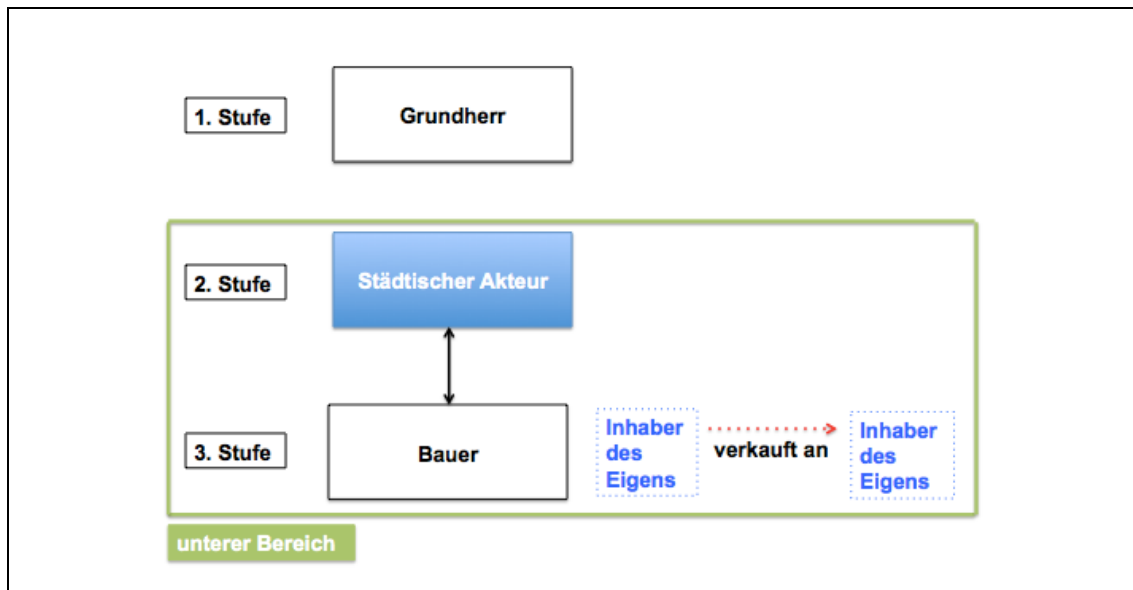 1. Stufe
Grundherr
2. Stufe
Städtischer Akteur
3. Stufe
Bauer
Inhaber
des
Eigens
verkauft an
Inhaber
des
Eigens
unterer Bereich